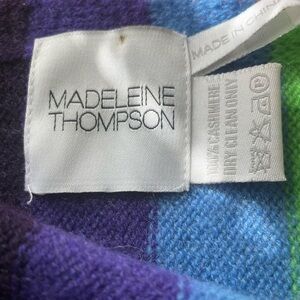 MADELEINE
THOMPSON
MADE IN CHINA
100% CASHMERE
DRY CLEAN ONLY